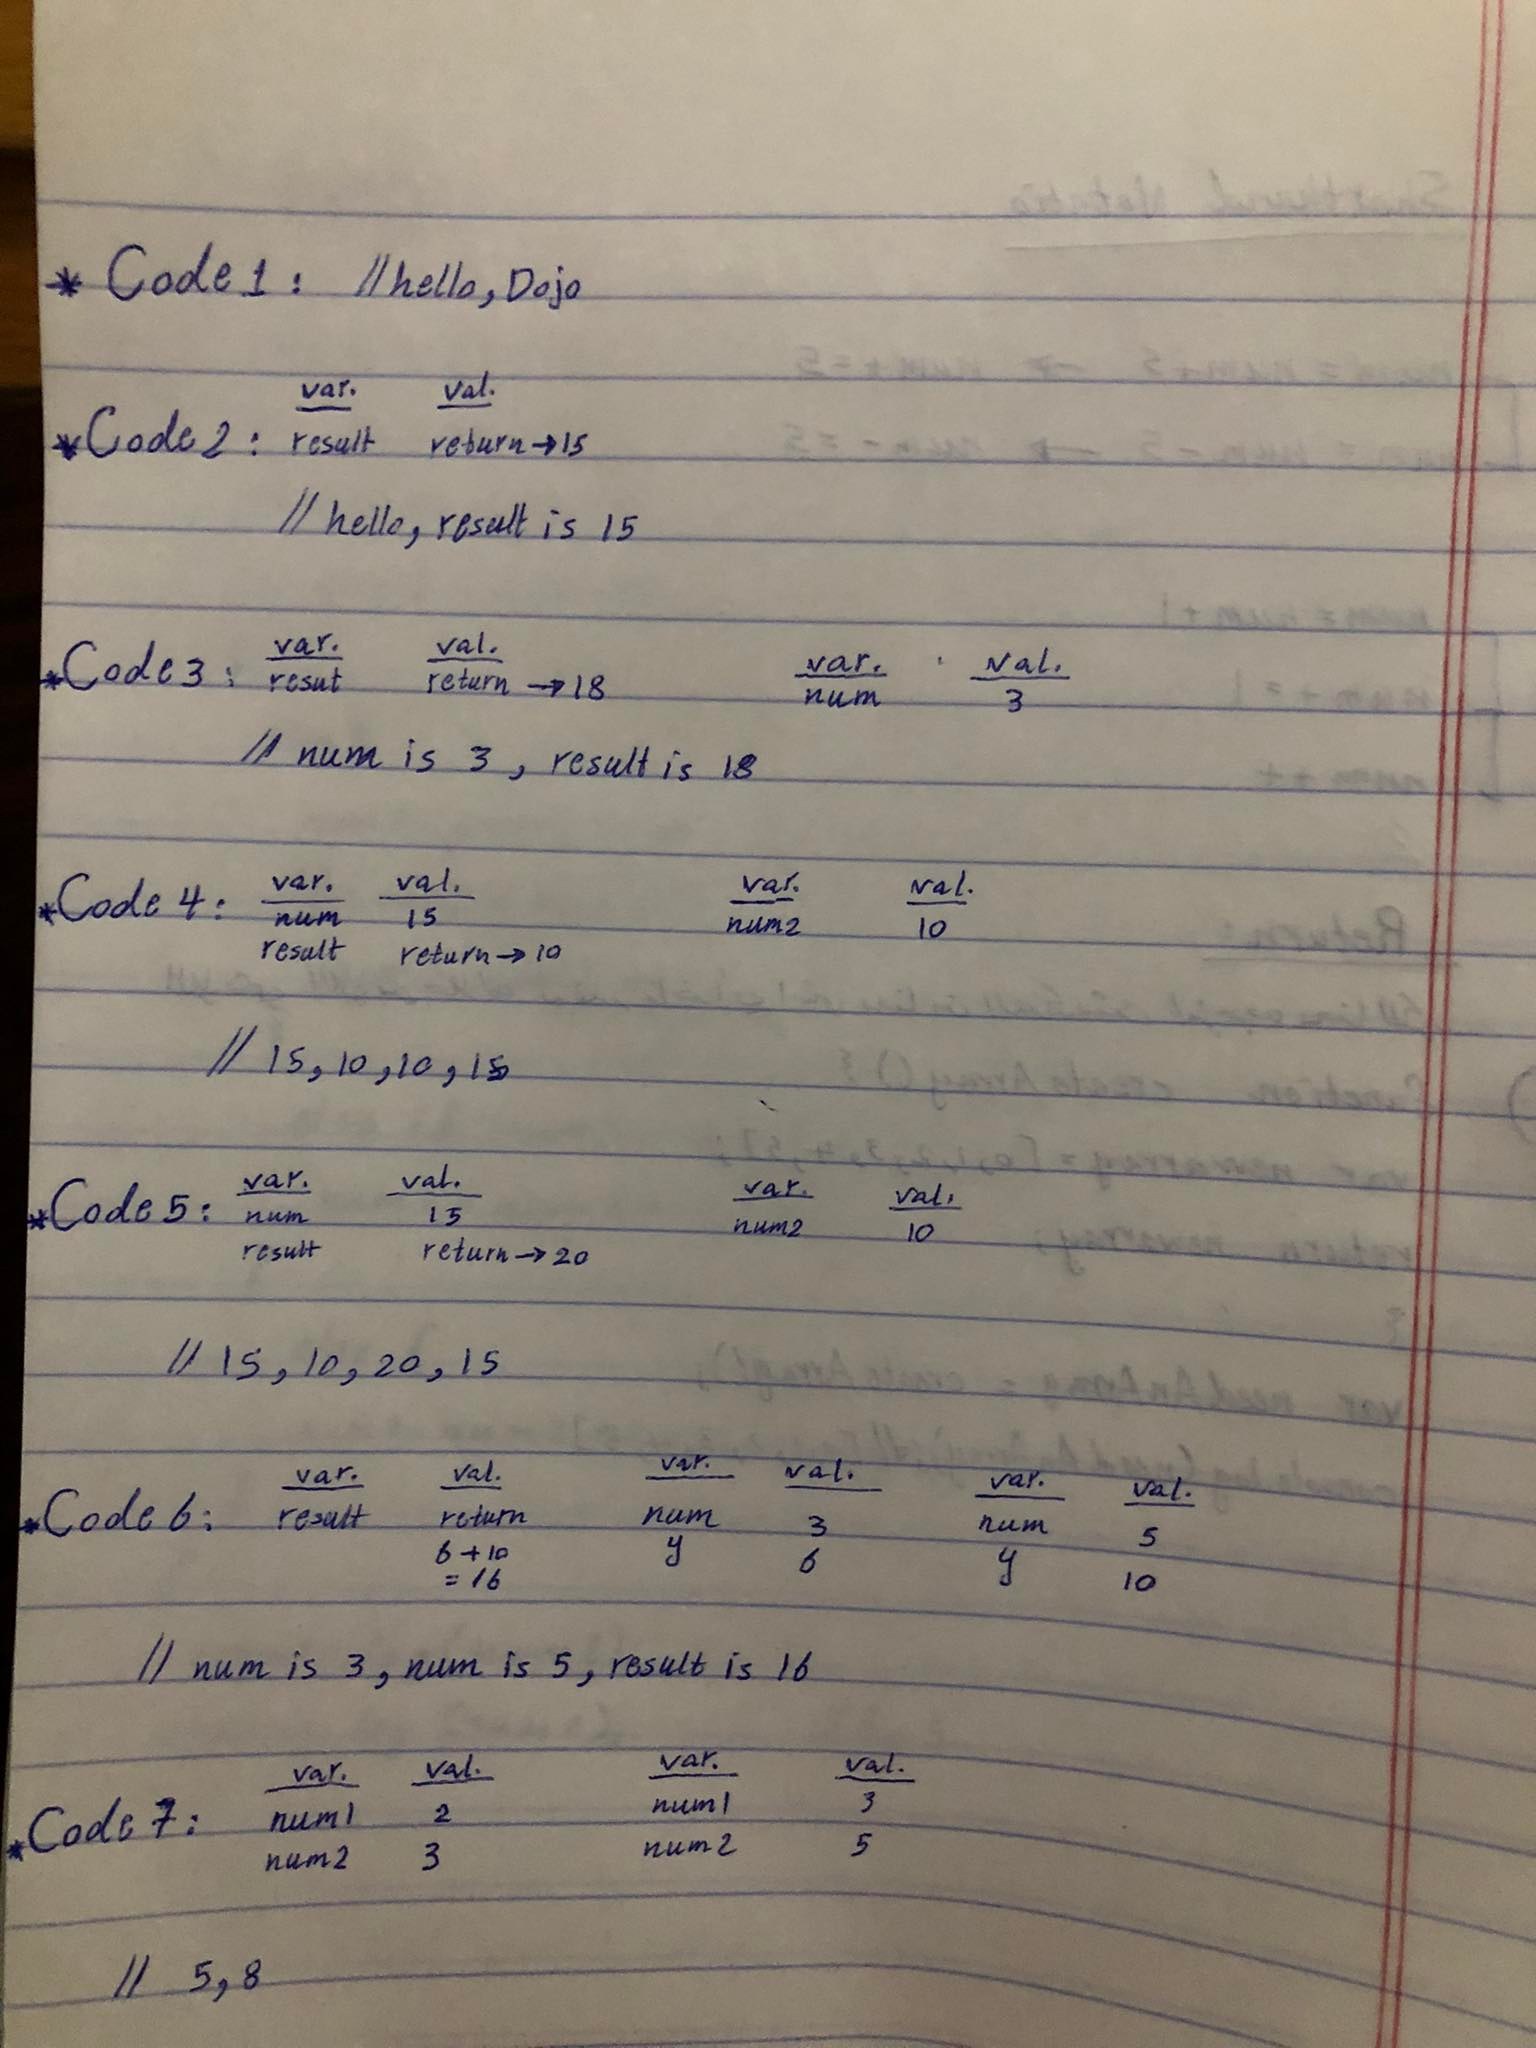 * Code 1: //hello, Dojo
var. val.
* Code 2: result return → 15
// hello, result is 15
var. val. var. val.
* Code 3: resut return → 18 num 3
// num is 3, result is 18
var. val. var. val.
* Code 4: num 15 num2 10
result return → 10
// 15, 10, 10, 15
var. val. var. val.
* Code 5: num 15 num2 10
result return → 20
// 15, 10, 20, 15
var. val. var. val. var. val.
* Code 6: result return num 3 num 5
6 + 10 y 6 y 10
= 16
// num is 3, num is 5, result is 16
var. val. var. val.
* Code 7: num1 2 num1 3
num2 3 num2 5
// 5, 8